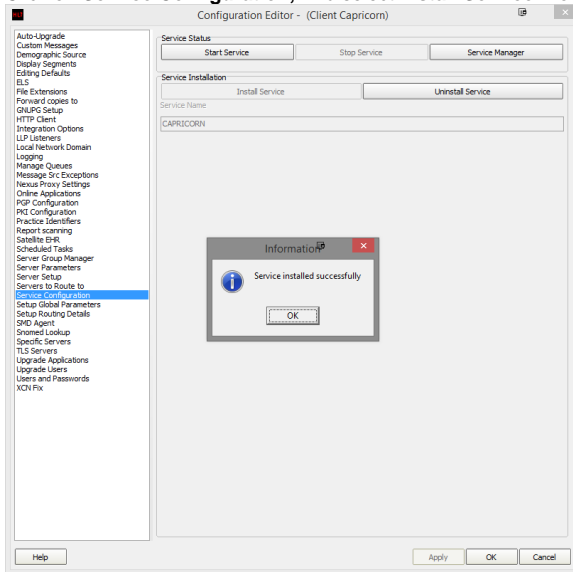 Configuration Editor - (Client Capricorn)
Auto-Upgrade
Custom Messages
Demographic Source
Display Segments
Editing Defaults
ELS
File Extensions
Forward copies to
GNUPG Setup
HTTP Client
Integration Options
LLP Listeners
Local Network Domain
Logging
Manage Queues
Message Src Exceptions
Nexus Proxy Settings
Online Applications
PGP Configuration
PKI Configuration
Practice Identifiers
Report scanning
Satellite EHR
Scheduled Tasks
Server Group Manager
Server Parameters
Server Setup
Servers to Route to
Service Configuration
Setup Global Parameters
Setup Routing Details
SMD Agent
Snomed Lookup
Specific Servers
TLS Servers
Upgrade Applications
Upgrade Users
Users and Passwords
XCN Fix
Service Status
Start Service Stop Service Service Manager
Service Installation
Install Service Uninstall Service
Service Name
CAPRICORN
Information
Service installed successfully
OK
Help Apply OK Cancel